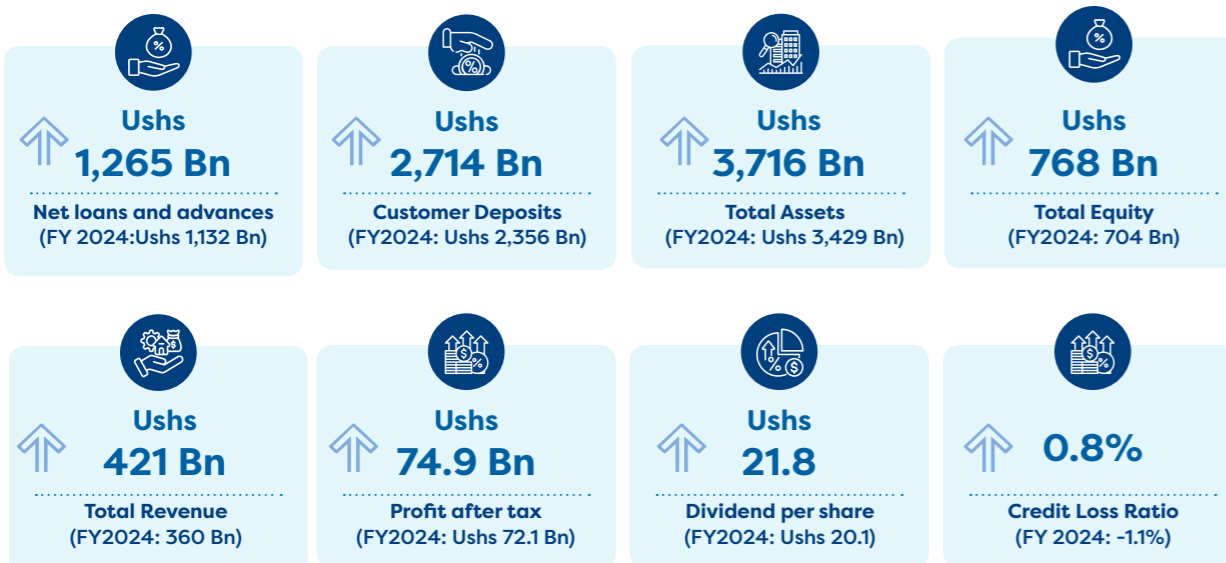 Ushs
1,265 Bn
Net loans and advances
(FY 2024:Ushs 1,132 Bn)
Ushs
2,714 Bn
Customer Deposits
(FY2024: Ushs 2,356 Bn)
Ushs
3,716 Bn
Total Assets
(FY2024: Ushs 3,429 Bn)
Ushs
768 Bn
Total Equity
(FY2024: 704 Bn)
Ushs
421 Bn
Total Revenue
(FY2024: 360 Bn)
Ushs
74.9 Bn
Profit after tax
(FY2024: Ushs 72.1 Bn)
Ushs
21.8
Dividend per share
(FY2024: Ushs 20.1)
0.8%
Credit Loss Ratio
(FY 2024: -1.1%)